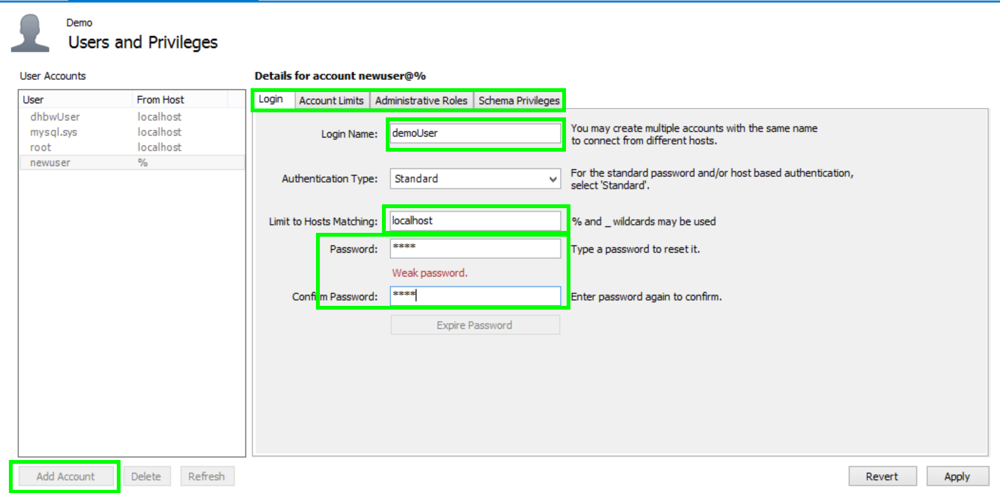 Demo
Users and Privileges
User Accounts
User From Host
dhbwUser localhost
mysql.sys localhost
root localhost
newuser %
Add Account Delete Refresh
Details for account newuser@%
Login Account Limits Administrative Roles Schema Privileges
Login Name: demoUser
You may create multiple accounts with the same name
to connect from different hosts.
Authentication Type: Standard
For the standard password and/or host based authentication,
select 'Standard'.
Limit to Hosts Matching: localhost % and _ wildcards may be used
Password: **** Type a password to reset it.
Weak password.
Confirm Password: **** Enter password again to confirm.
Expire Password
Revert Apply